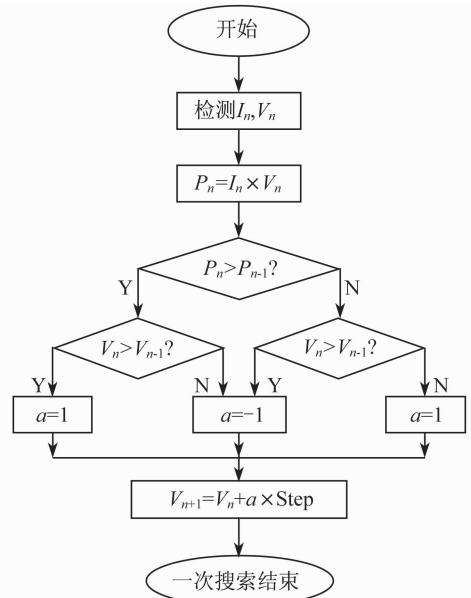 开始
检测Iₙ,Vₙ
Pₙ=Iₙ×Vₙ
Pₙ>Pₙ₋₁?
Y
N
Vₙ>Vₙ₋₁?
Vₙ>Vₙ₋₁?
Y
N
Y
N
a=1
a=-1
a=1
Vₙ₊₁=Vₙ+a×Step
一次搜索结束